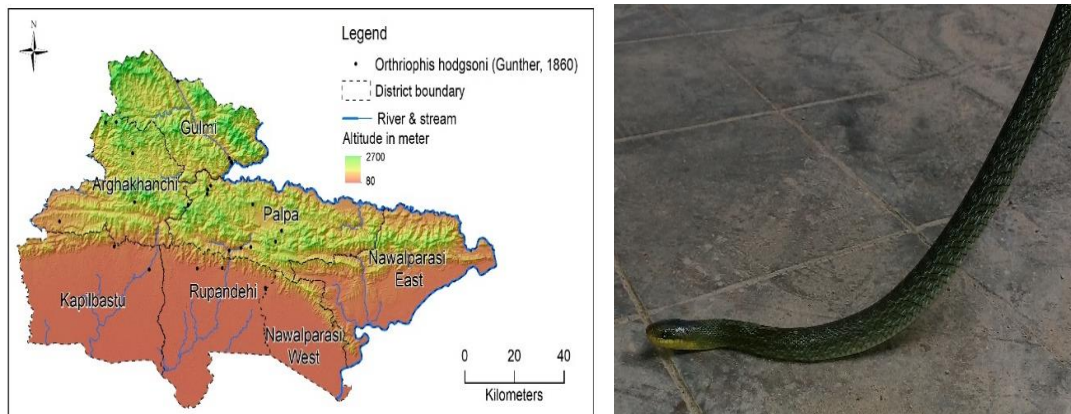 N
Legend
Orthriophis hodgsoni (Gunther, 1860)
District boundary
River & stream
Altitude in meter
2700
80
Gulmi
Arghakhanchi
Palpa
Nawalparasi
East
Kapilbastu
Rupandehi
Nawalparasi
West
0 20 40
Kilometers